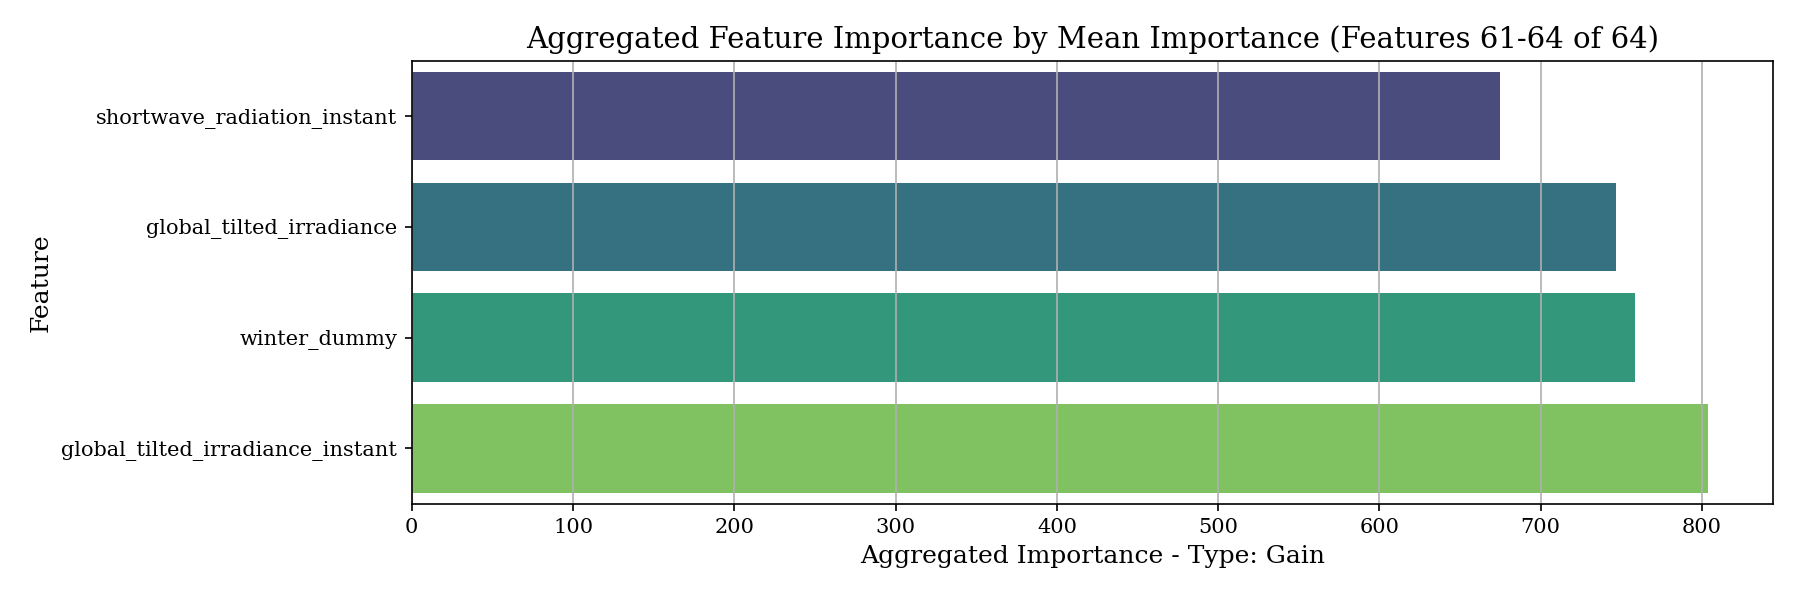 Aggregated Feature Importance by Mean Importance (Features 61-64 of 64)
Feature
shortwave_radiation_instant
global_tilted_irradiance
winter_dummy
global_tilted_irradiance_instant
0 100 200 300 400 500 600 700 800
Aggregated Importance - Type: Gain